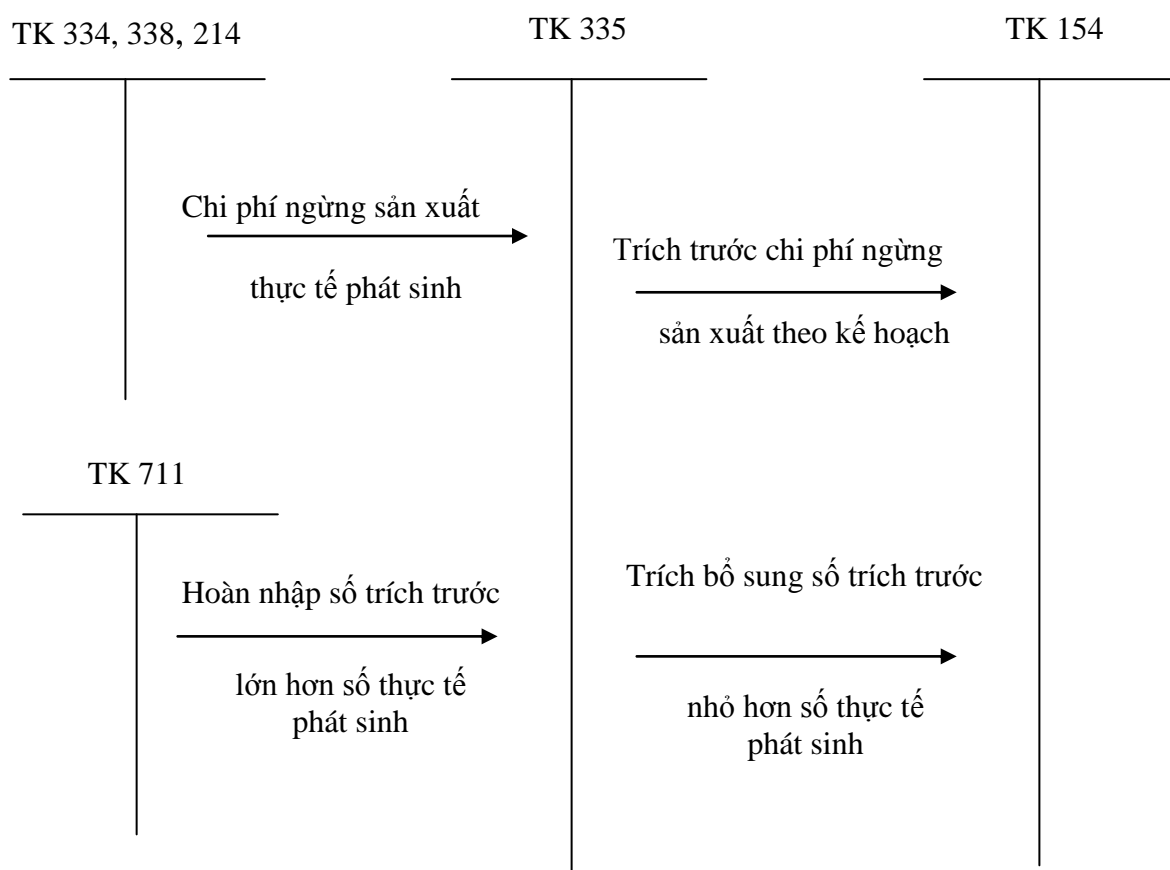 TK 334, 338, 214
TK 335
TK 154
Chi phí ngừng sản xuất
thực tế phát sinh
Trích trước chi phí ngừng
sản xuất theo kế hoạch
TK 711
Hoàn nhập số trích trước
lớn hơn số thực tế
phát sinh
Trích bổ sung số trích trước
nhỏ hơn số thực tế
phát sinh